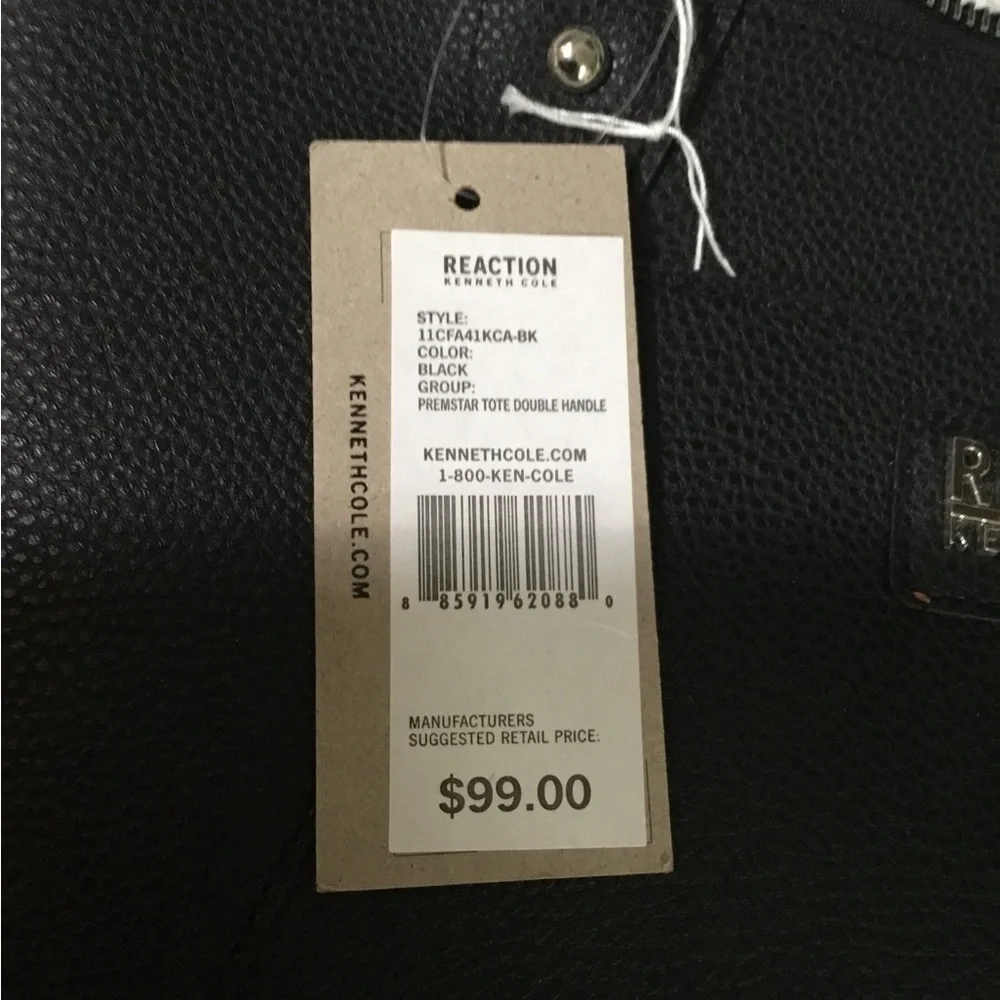 REACTION
KENNETH COLE
STYLE:
11CFA41KCA-BK
COLOR:
BLACK
GROUP:
PREMSTAR TOTE DOUBLE HANDLE
KENNETHCOLE.COM
1-800-KEN-COLE
8 85919 62088 0
MANUFACTURERS
SUGGESTED RETAIL PRICE:
$99.00
KENNETHCOLE.COM
R
KE